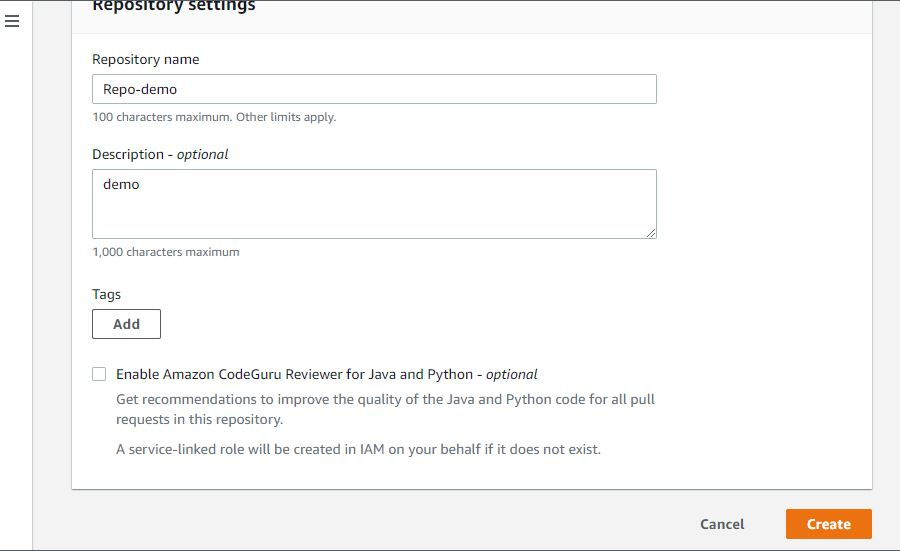 Repository settings
Repository name
Repo-demo
100 characters maximum. Other limits apply.
Description - optional
demo
1,000 characters maximum
Tags
Add
Enable Amazon CodeGuru Reviewer for Java and Python - optional
Get recommendations to improve the quality of the Java and Python code for all pull
requests in this repository.
A service-linked role will be created in IAM on your behalf if it does not exist.
Cancel
Create